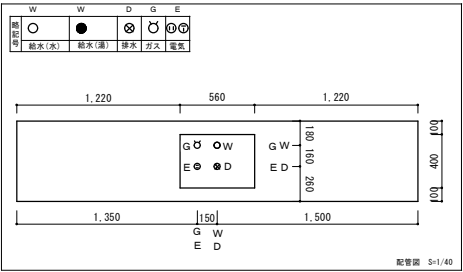 W W D G E
略記号
給水(水) 給水(湯) 排水 ガス 電気
1,220 560 1,220
G W G W 180 100
160 400
E D E D
260 100
1,350 150 1,500
G W
E D
配管図 S=1/40